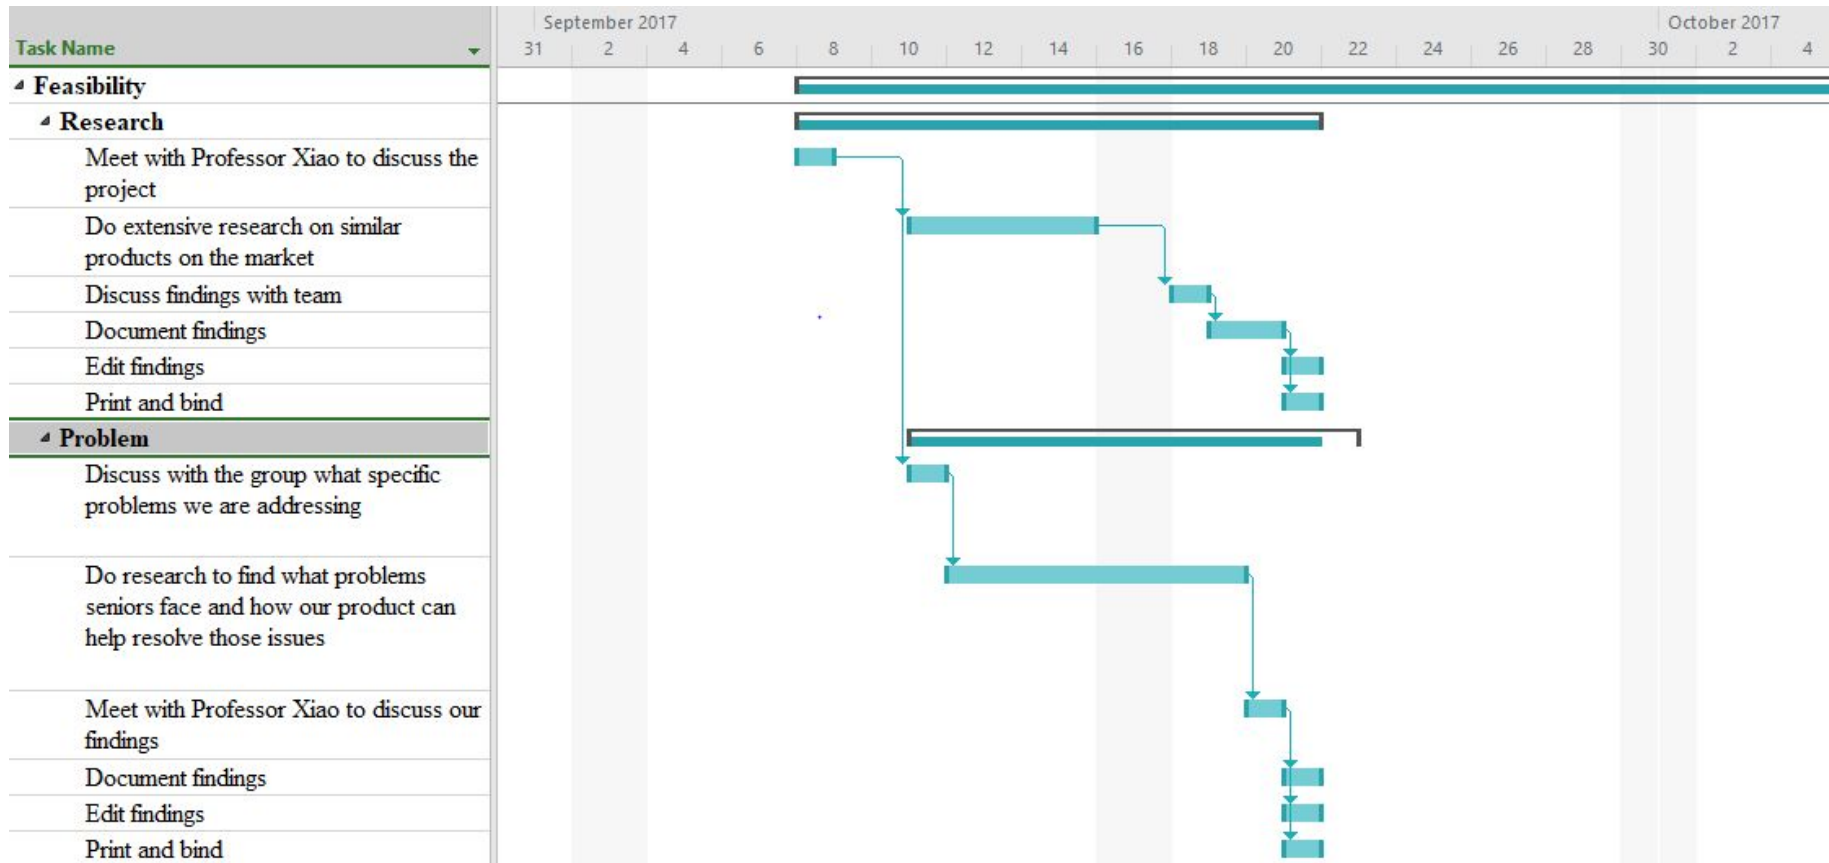 September 2017
October 2017
Task Name
31 2 4 6 8 10 12 14 16 18 20 22 24 26 28 30 2 4
Feasibility
Research
Meet with Professor Xiao to discuss the
project
Do extensive research on similar
products on the market
Discuss findings with team
Document findings
Edit findings
Print and bind
Problem
Discuss with the group what specific
problems we are addressing
Do research to find what problems
seniors face and how our product can
help resolve those issues
Meet with Professor Xiao to discuss our
findings
Document findings
Edit findings
Print and bind